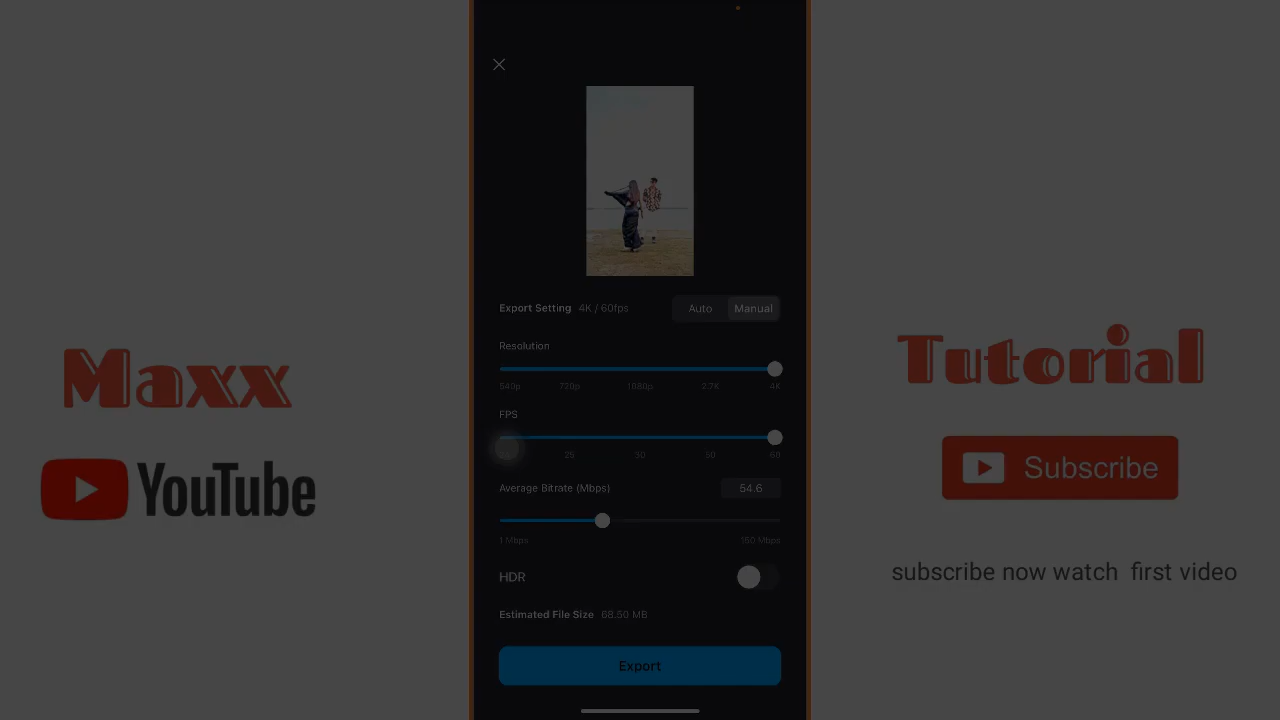 Export Setting 4K / 60fps Auto Manual
Resolution
540p 720p 1080p 2.7K 4K
FPS
25 30 50 60
Average Bitrate (Mbps) 54.6
1 Mbps 150 Mbps
HDR
Estimated File Size 68.50 MB
Export
Maxx
YouTube
Tutorial
Subscribe
subscribe now watch first video